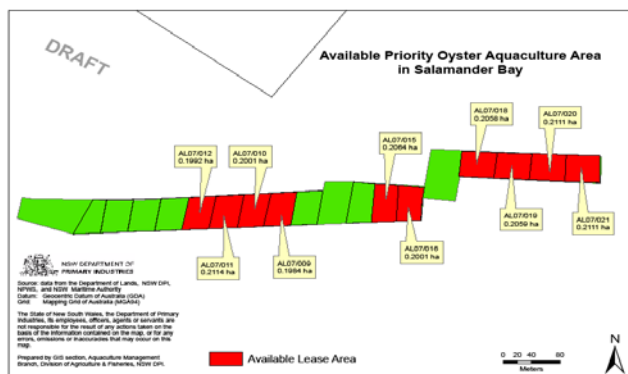 DRAFT
Available Priority Oyster Aquaculture Area
in Salamander Bay
AL07/018
0.2058 ha
AL07/020
0.2111 ha
AL07/012
0.1992 ha
AL07/010
0.2001 ha
AL07/015
0.2064 ha
AL07/019
0.2059 ha
AL07/021
0.2111 ha
AL07/011
0.2114 ha
AL07/009
0.1984 ha
AL07/016
0.2001 ha
NSW DEPARTMENT OF
PRIMARY INDUSTRIES
Source: data from the Department of Lands, NSW DPI,
NPWS, and NSW Maritime Authority
Datum: Geocentric Datum of Australia (GDA)
Grid: Mapping Grid of Australia (MGA94)
The State of New South Wales, the Department of Primary
Industries, its employees, officers, agents or servants are
not responsible for the result of any actions taken on the
basis of the information contained on the map, or for any
errors, omissions or inaccuracies that may occur on this
map.
Prepared by GIS section, Aquaculture Management
Branch, Division of Agriculture & Fisheries, NSW DPI.
Available Lease Area
0 20 40 80
Meters
N